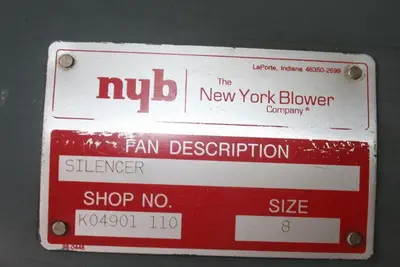 LaPorte, Indiana 46350-2699
nyb
The
New York Blower
Company®
FAN DESCRIPTION
SILENCER
SHOP NO.
SIZE
K04901 110
8